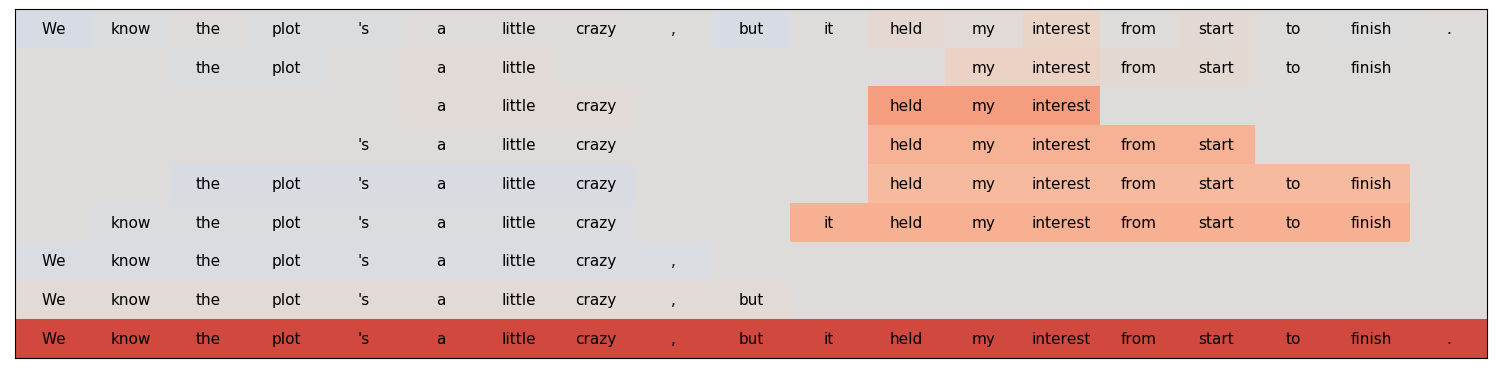 We know the plot 's a little crazy , but it held my interest from start to finish .
the plot a little my interest from start to finish
a little crazy held my interest
's a little crazy held my interest from start
the plot 's a little crazy held my interest from start to finish
know the plot 's a little crazy it held my interest from start to finish
We know the plot 's a little crazy ,
We know the plot 's a little crazy , but
We know the plot 's a little crazy , but it held my interest from start to finish .